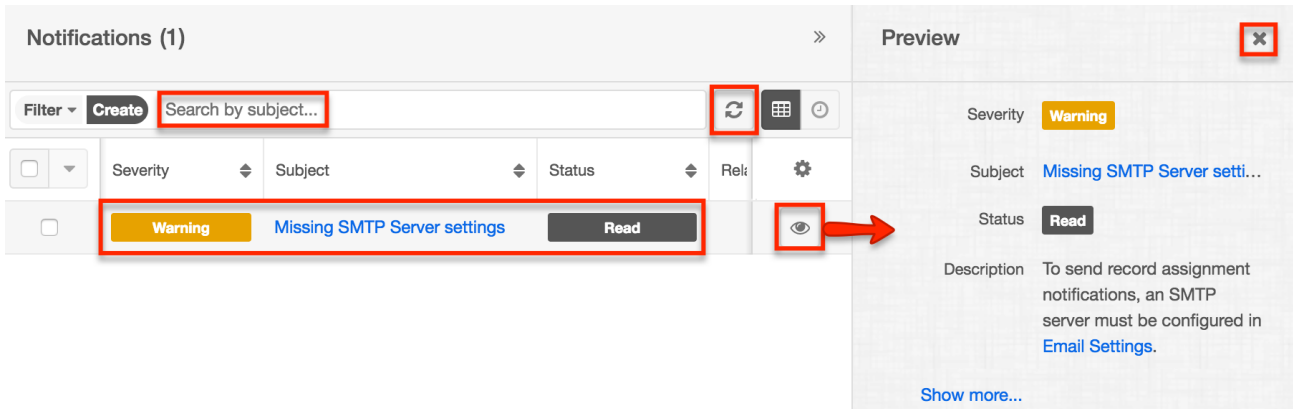 Notifications (1)
Filter Create Search by subject...
Severity Subject Status Rela
Warning Missing SMTP Server settings Read
Preview
Severity Warning
Subject Missing SMTP Server setti...
Status Read
Description To send record assignment
notifications, an SMTP
server must be configured in
Email Settings.
Show more...